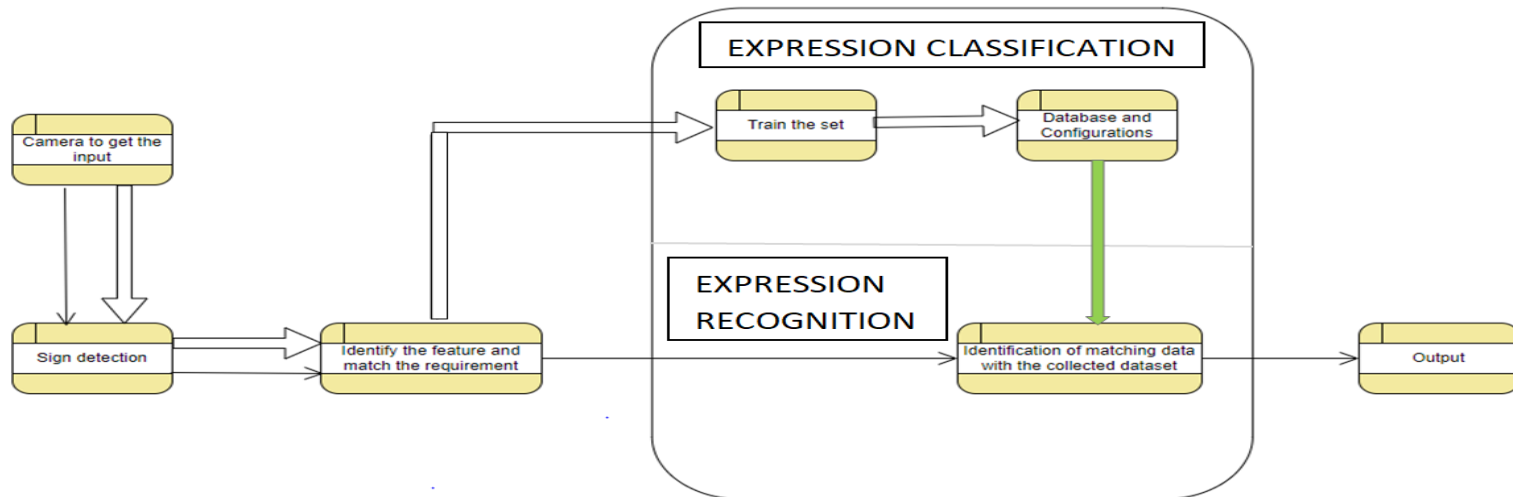 EXPRESSION CLASSIFICATION
Train the set
Database and
Configurations
Camera to get the
input
EXPRESSION
RECOGNITION
Sign detection
Identify the feature and
match the requirement
Identification of matching data
with the collected dataset
Output